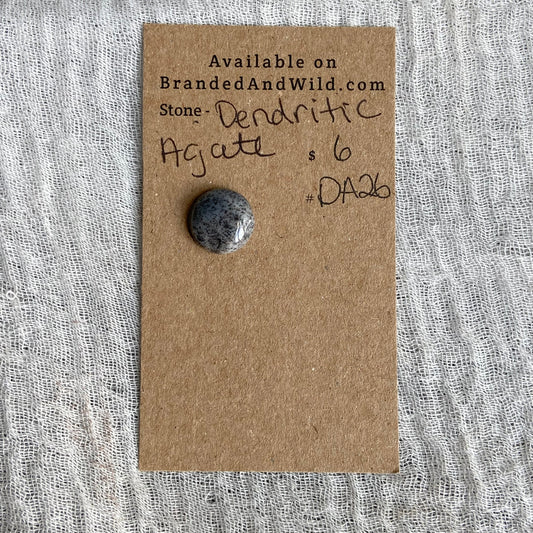 Available on
BrandedAndWild.com
Stone - Dendritic
Agate $ 6
# DA26